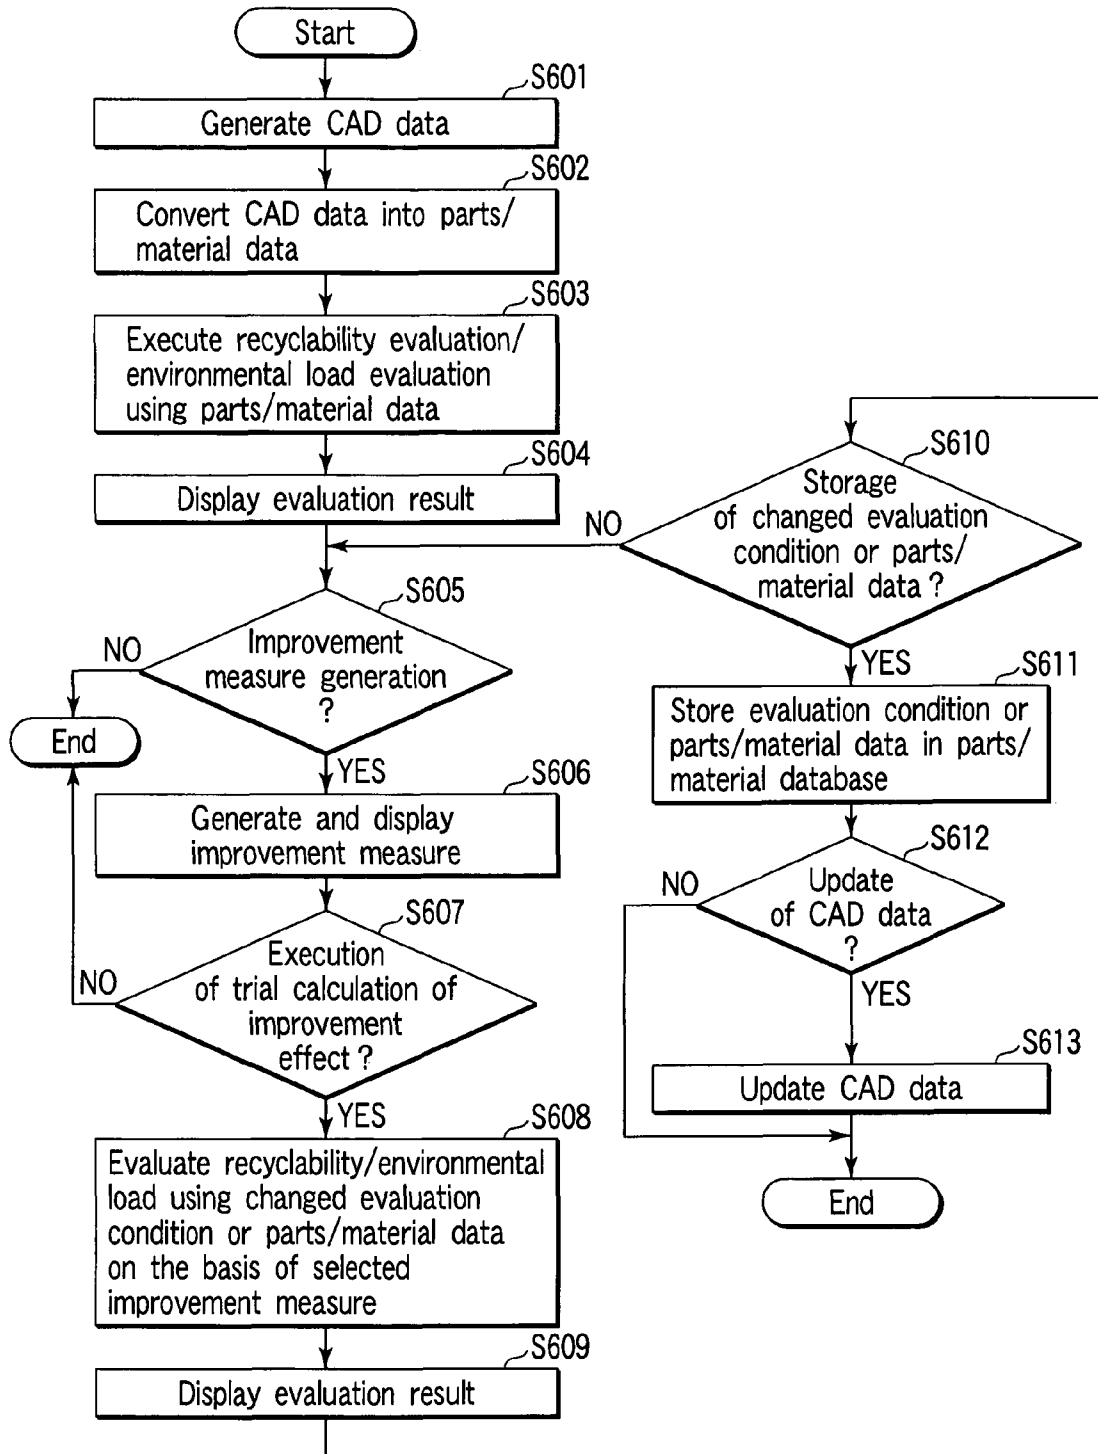 Start
S601
Generate CAD data
S602
Convert CAD data into parts/
material data
S603
Execute recyclability evaluation/
environmental load evaluation
using parts/material data
S604
Display evaluation result
S605
Improvement
measure generation
?
NO
End
YES
S606
Generate and display
improvement measure
S607
Execution
of trial calculation of
improvement
effect?
NO
YES
S608
Evaluate recyclability/environmental
load using changed evaluation
condition or parts/material data
on the basis of selected
improvement measure
S609
Display evaluation result
S610
Storage
of changed evaluation
condition or parts/
material data?
NO
YES
S611
Store evaluation condition or
parts/material data in parts/
material database
S612
Update
of CAD data
?
NO
YES
S613
Update CAD data
End